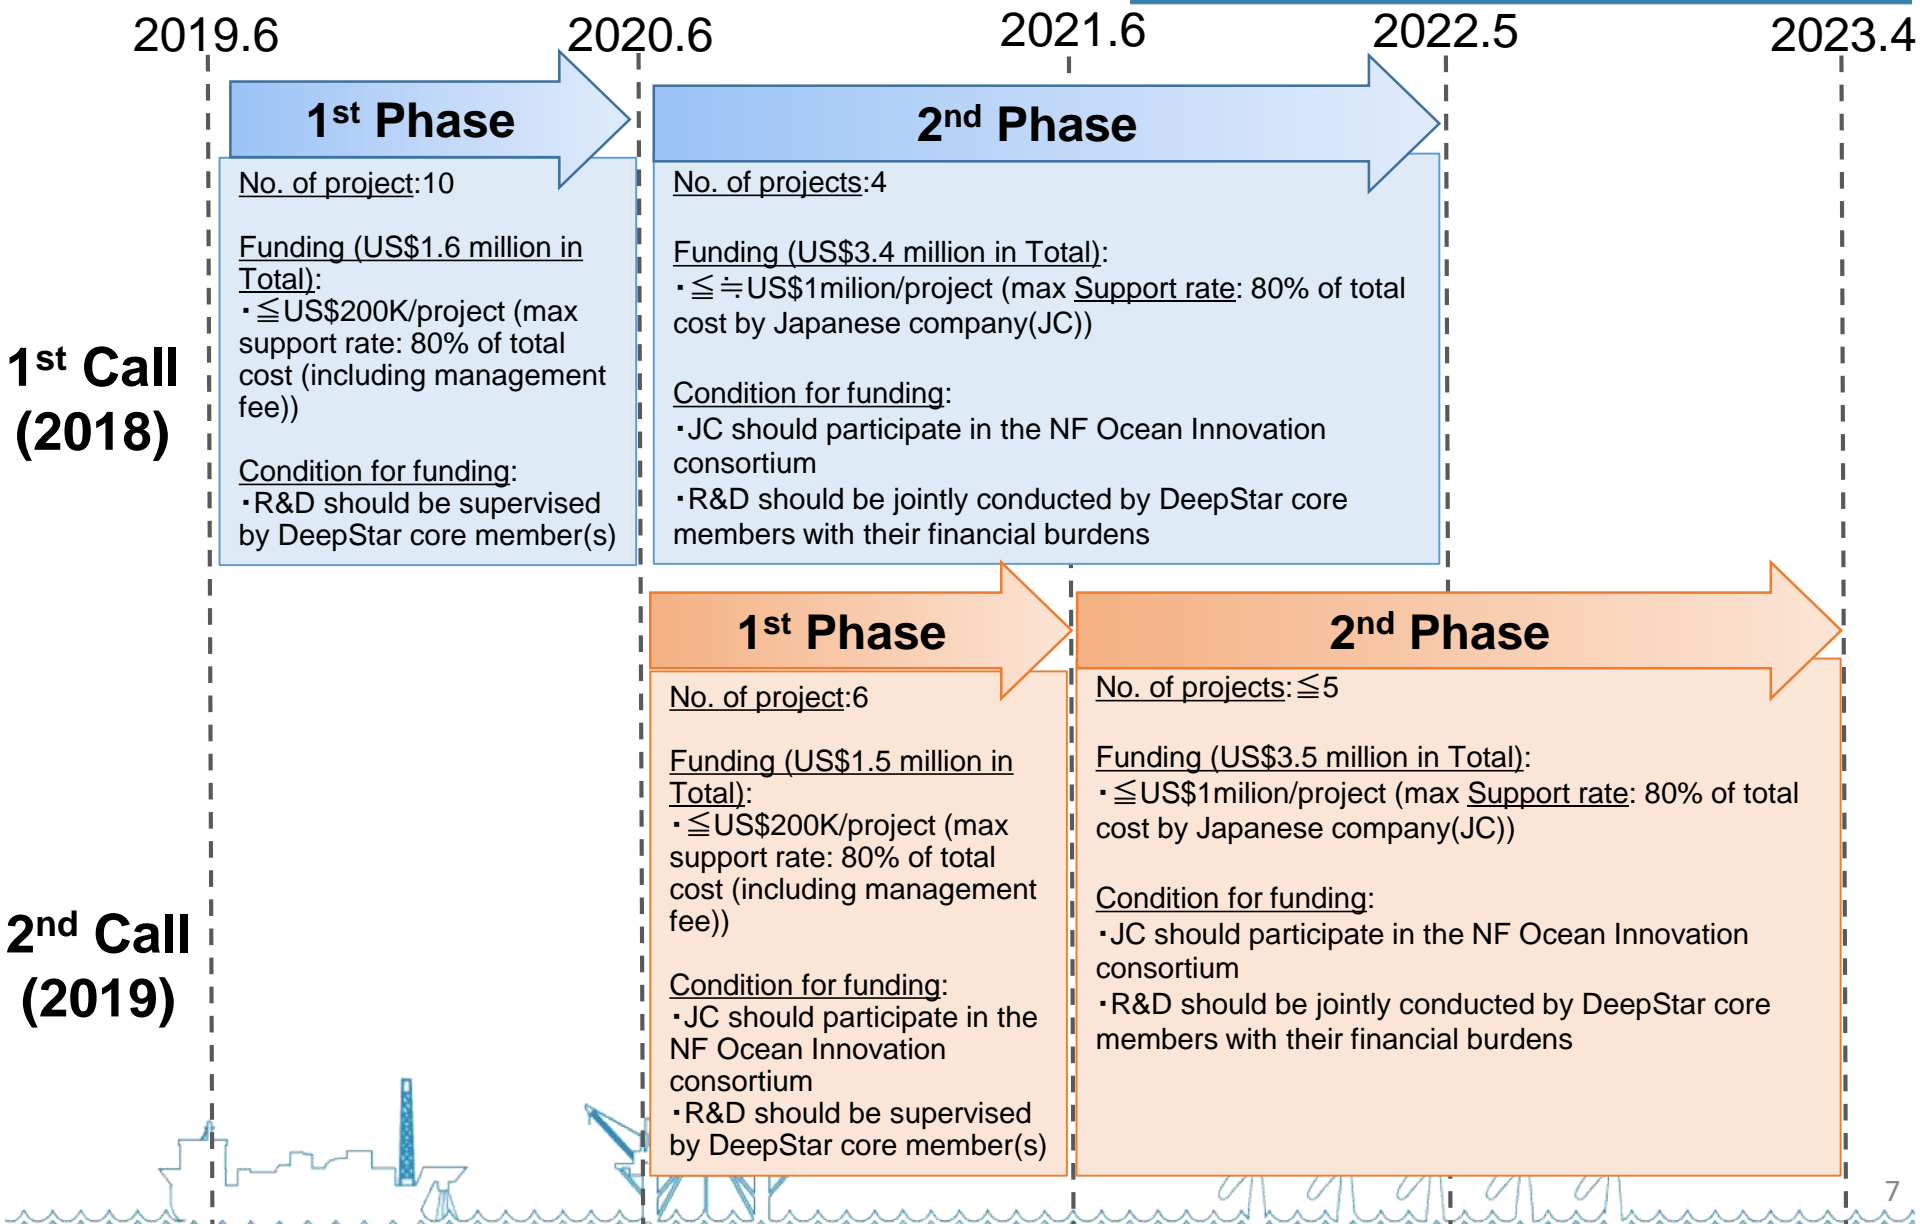 2019.6
2020.6
2021.6
2022.5
2023.4
1st Call
(2018)
1st Phase
No. of project:10
Funding (US$1.6 million in
Total):
・≦US$200K/project (max
support rate: 80% of total
cost (including management
fee))
Condition for funding:
・R&D should be supervised
by DeepStar core member(s)
2nd Phase
No. of projects:4
Funding (US$3.4 million in Total):
・≦≒US$1milion/project (max Support rate: 80% of total
cost by Japanese company(JC))
Condition for funding:
・JC should participate in the NF Ocean Innovation
consortium
・R&D should be jointly conducted by DeepStar core
members with their financial burdens
2nd Call
(2019)
1st Phase
No. of project:6
Funding (US$1.5 million in
Total):
・≦US$200K/project (max
support rate: 80% of total
cost (including management
fee))
Condition for funding:
・JC should participate in the
NF Ocean Innovation
consortium
・R&D should be supervised
by DeepStar core member(s)
2nd Phase
No. of projects:≦5
Funding (US$3.5 million in Total):
・≦US$1milion/project (max Support rate: 80% of total
cost by Japanese company(JC))
Condition for funding:
・JC should participate in the NF Ocean Innovation
consortium
・R&D should be jointly conducted by DeepStar core
members with their financial burdens
7